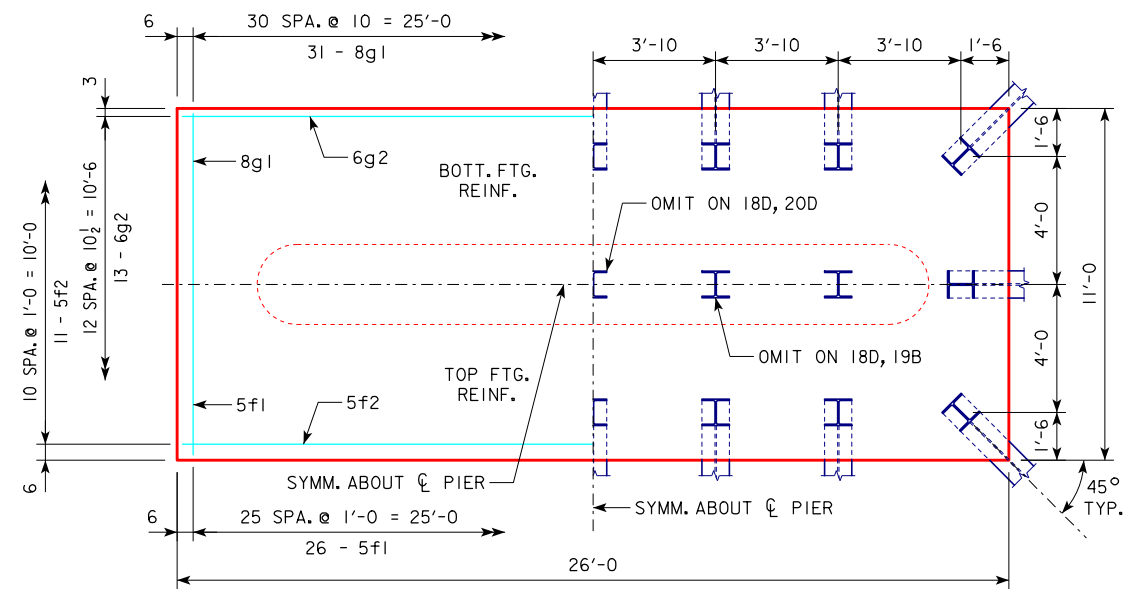 30 SPA. @ 10 = 25'-0
6
31 - 8g1
3'-10
3'-10
3'-10
1'-6
3
8g1
6g2
BOTT. FTG.
REINF.
OMIT ON 18D, 20D
1'-6
4'-0
11'-0
4'-0
1'-6
10 SPA. @ 1'-0 = 10'-0
11 - 5f2
12 SPA. @ 10½ = 10'-6
13 - 6g2
OMIT ON 18D, 19B
TOP FTG.
REINF.
5f1
5f2
6
SYMM. ABOUT ℄ PIER
SYMM. ABOUT ℄ PIER
45°
TYP.
6
25 SPA. @ 1'-0 = 25'-0
26 - 5f1
26'-0